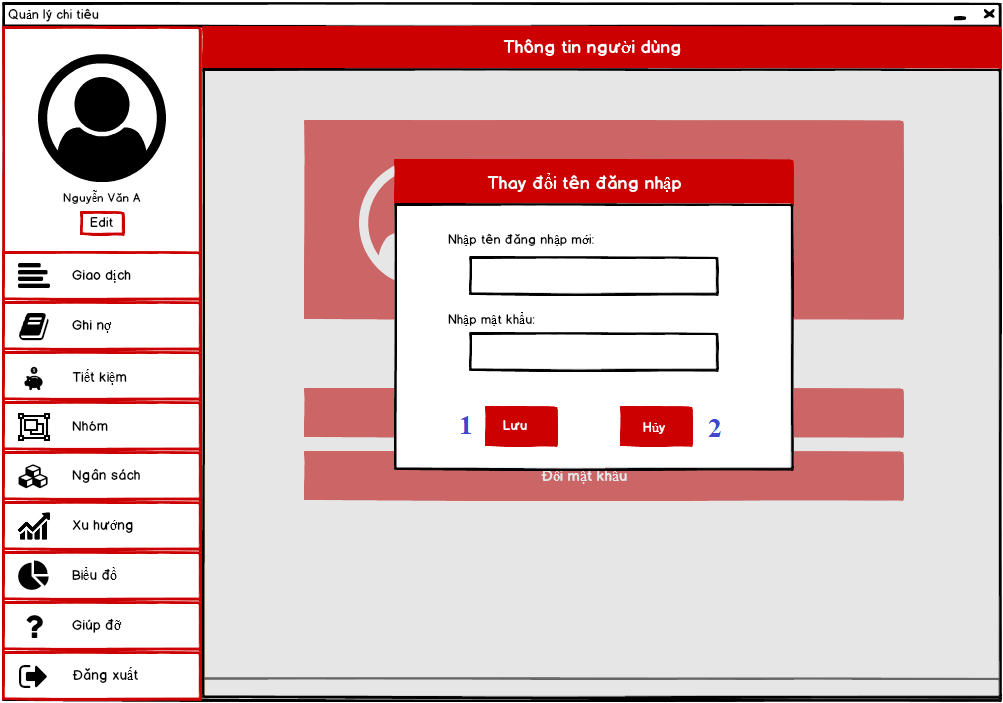 Quản lý chi tiêu
Thông tin người dùng
Nguyễn Văn A
Edit
Giao dịch
Ghi nợ
Tiết kiệm
Nhóm
Ngân sách
Xu hướng
Biểu đồ
Giúp đỡ
Đăng xuất
Thay đổi tên đăng nhập
Nhập tên đăng nhập mới:
Nhập mật khẩu:
1 Lưu Hủy 2
Đổi mật khẩu